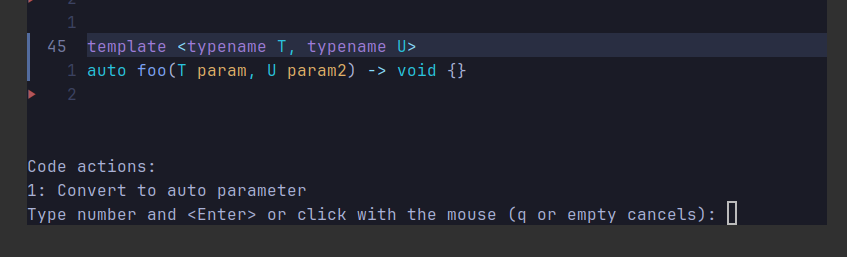 2
1
45 template <typename T, typename U>
1 auto foo(T param, U param2) -> void {}
2
Code actions:
1: Convert to auto parameter
Type number and <Enter> or click with the mouse (q or empty cancels):